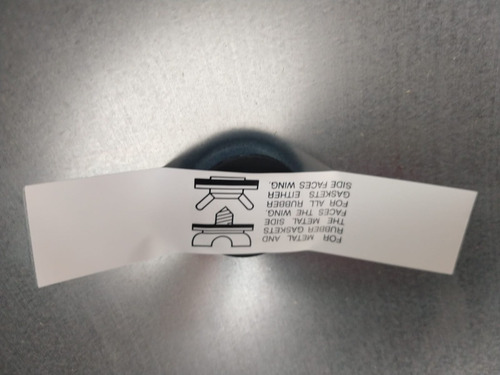 FOR METAL AND
RUBBER GASKETS
THE METAL SIDE
FACES THE WING.
FOR ALL RUBBER
GASKETS EITHER
SIDE FACES WING.